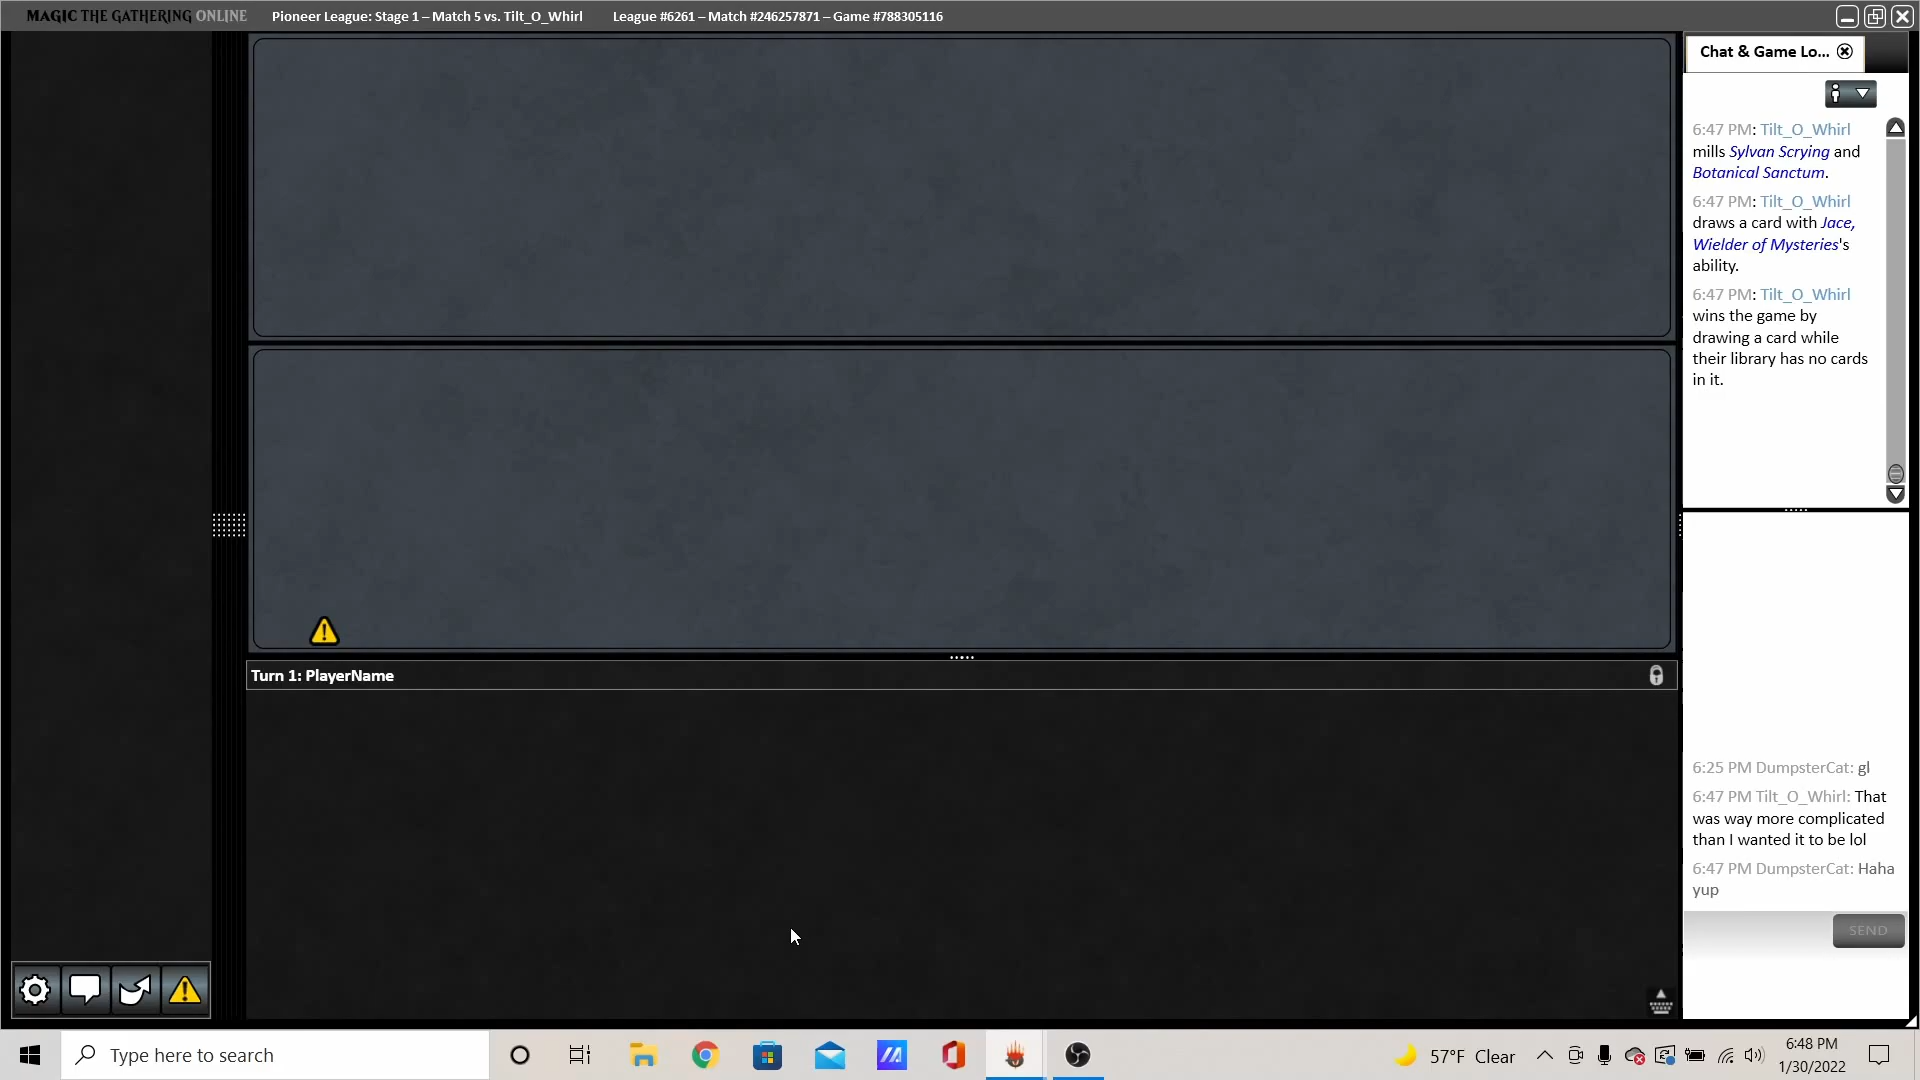 MAGIC THE GATHERING ONLINE
Pioneer League: Stage 1 – Match 5 vs. Tilt_O_Whirl
League #6261 – Match #246257871 – Game #788305116
Chat & Game Lo...
6:47 PM: Tilt_O_Whirl
mills Sylvan Scrying and
Botanical Sanctum.
6:47 PM: Tilt_O_Whirl
draws a card with Jace,
Wielder of Mysteries's
ability.
6:47 PM: Tilt_O_Whirl
wins the game by
drawing a card while
their library has no cards
in it.
Turn 1: PlayerName
6:25 PM DumpsterCat: gl
6:47 PM Tilt_O_Whirl: That
was way more complicated
than I wanted it to be lol
6:47 PM DumpsterCat: Haha
yup
SEND
Type here to search
57°F Clear
6:48 PM
1/30/2022